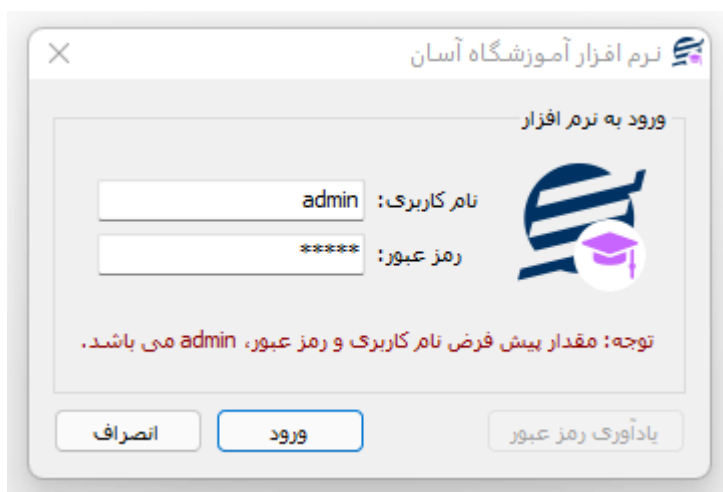 نرم افزار آموزشگاه آسان
ورود به نرم افزار
نام کاربری: admin
رمز عبور: *****
توجه: مقدار پیش فرض نام کاربری و رمز عبور، admin می باشد.
یادآوری رمز عبور
ورود
انصراف